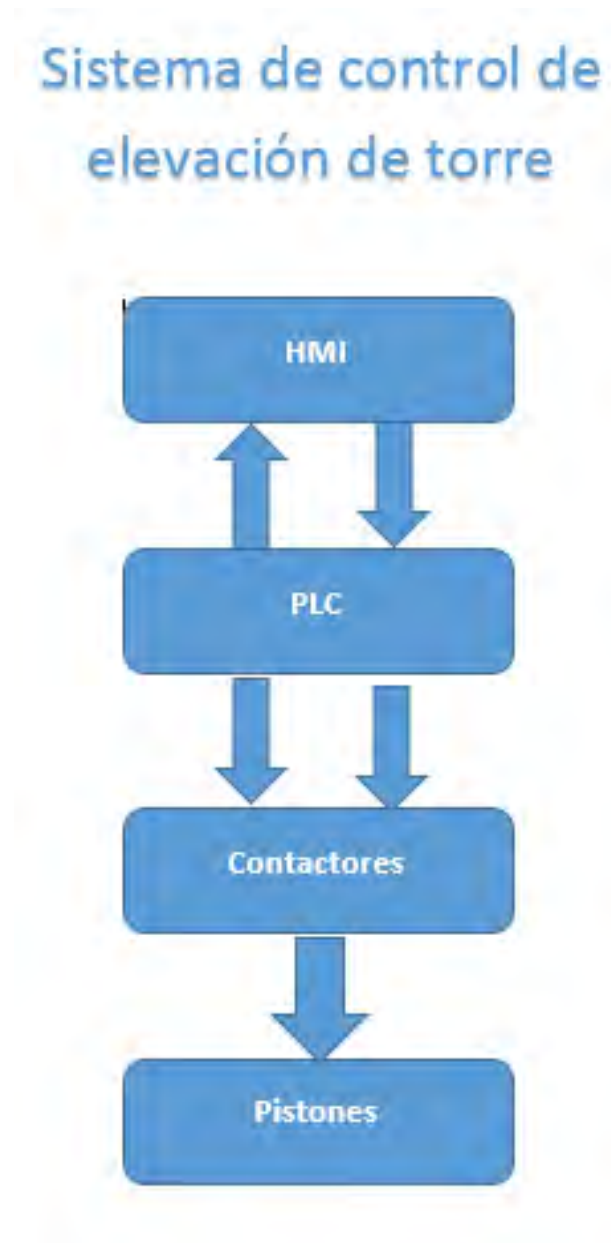 Sistema de control de
elevación de torre
HMI
PLC
Contactores
Pistones